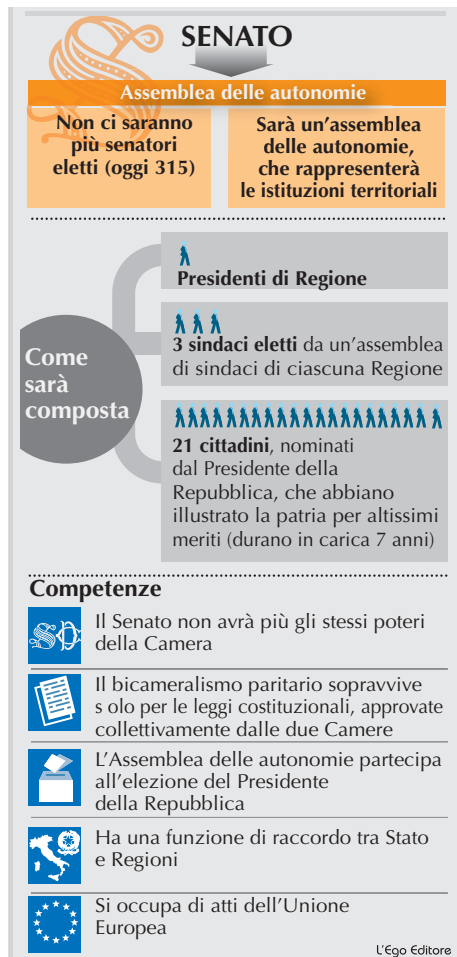 SENATO
Assemblea delle autonomie
Non ci saranno
più senatori
eletti (oggi 315)
Sarà un'assemblea
delle autonomie,
che rappresenterà
le istituzioni territoriali
Come
sarà
composta
Presidenti di Regione
3 sindaci eletti da un'assemblea
di sindaci di ciascuna Regione
21 cittadini, nominati
dal Presidente della
Repubblica, che abbiano
illustrato la patria per altissimi
meriti (durano in carica 7 anni)
Competenze
Il Senato non avrà più gli stessi poteri
della Camera
Il bicameralismo paritario sopravvive
s olo per le leggi costituzionali, approvate
collettivamente dalle due Camere
L'Assemblea delle autonomie partecipa
all'elezione del Presidente
della Repubblica
Ha una funzione di raccordo tra Stato
e Regioni
Si occupa di atti dell'Unione
Europea
L'Ego Editore